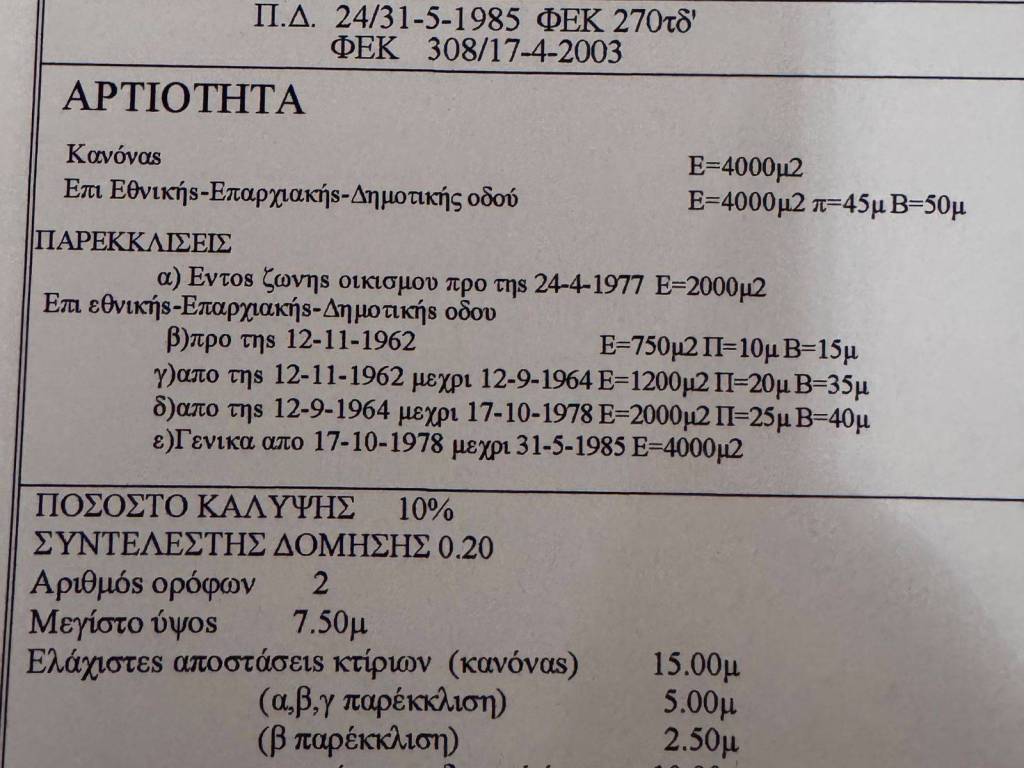 Π.Δ. 24/31-5-1985 ΦΕΚ 270τδ'
ΦΕΚ 308/17-4-2003
ΑΡΤΙΟΤΗΤΑ
Κανόνας Ε=4000μ2
Επι Εθνικής-Επαρχιακής-Δημοτικής οδού Ε=4000μ2 π=45μ Β=50μ
ΠΑΡΕΚΚΛΙΣΕΙΣ
α) Εντος ζωνης οικισμου προ της 24-4-1977 Ε=2000μ2
Επι εθνικής-Επαρχιακής-Δημοτικής οδου
β)προ της 12-11-1962 Ε=750μ2 Π=10μ Β=15μ
γ)απο της 12-11-1962 μεχρι 12-9-1964 Ε=1200μ2 Π=20μ Β=35μ
δ)απο της 12-9-1964 μεχρι 17-10-1978 Ε=2000μ2 Π=25μ Β=40μ
ε)Γενικα απο 17-10-1978 μεχρι 31-5-1985 Ε=4000μ2
ΠΟΣΟΣΤΟ ΚΑΛΥΨΗΣ 10%
ΣΥΝΤΕΛΕΣΤΗΣ ΔΟΜΗΣΗΣ 0.20
Αριθμός ορόφων 2
Μεγίστο ύψος 7.50μ
Ελάχιστες αποστάσεις κτίριων (κανόνας) 15.00μ
(α,β,γ παρέκκλιση) 5.00μ
(β παρέκκλιση) 2.50μ